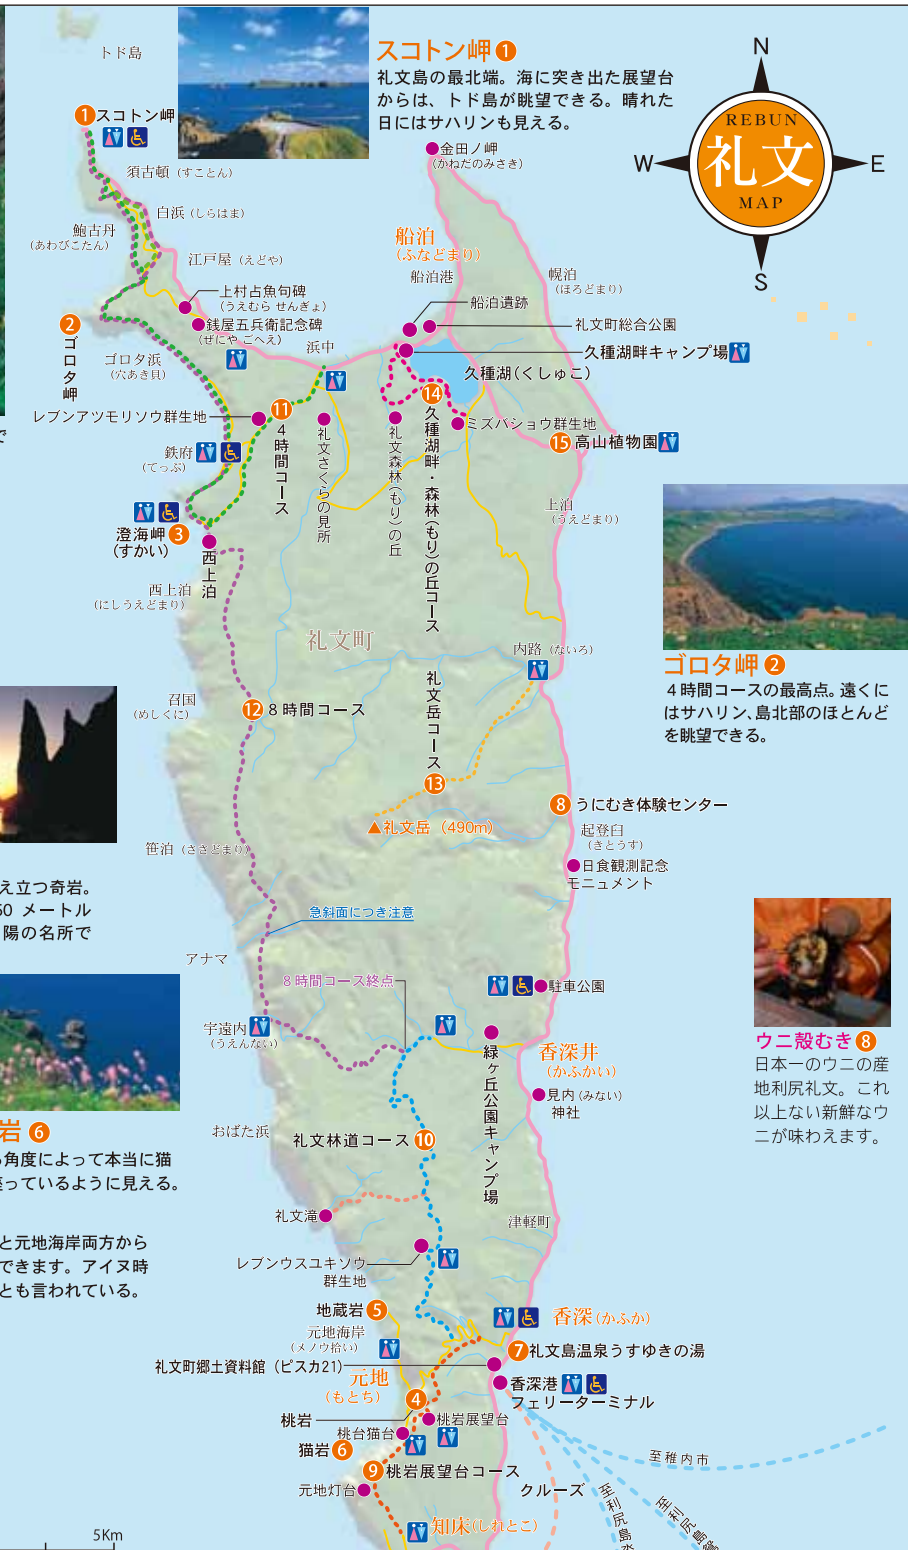 トド島
スコトン岬 1
礼文島の最北端。海に突き出た展望台
からは、トド島が眺望できる。晴れた
日にはサハリンも見える。
N
W
E
S
REBUN
礼文
MAP
1 スコトン岬
須古頓 (すことん)
白浜 (しらはま)
鮑古丹
(あわびこたん)
江戸屋 (えどや)
金田ノ岬
(かねだのみさき)
船泊
(ふなどまり)
船泊港
幌泊
(ほろどまり)
上村占魚句碑
(うえむら せんぎょ)
銭屋五兵衛記念碑
(ぜにや ごへえ)
船泊遺跡
礼文町総合公園
久種湖畔キャンプ場
久種湖(くしゅこ)
2
ゴロタ岬
ゴロタ浜
(穴あき貝)
浜中
レブンアツモリソウ群生地
11
4時間コース
礼文さくらの見所
礼文森林(もり)の丘
14
久種湖畔・森林(もり)の丘コース
ミズバショウ群生地
15 高山植物園
鉄府
(てっぷ)
上泊
(うえどまり)
澄海岬 3
(すかい)
西上泊
西上泊
(にしうえどまり)
礼文町
内路 (ないろ)
ゴロタ岬 2
4時間コースの最高点。遠くに
はサハリン、島北部のほとんど
を眺望できる。
召国
(めしくに)
12 8時間コース
礼文岳コース
13
▲礼文岳 (490m)
8 うにむき体験センター
起登臼
(きとうす)
日食観測記念
モニュメント
笹泊 (ささどまり)
え立つ奇岩。
50 メートル
陽の名所で
急斜面につき注意
アナマ
8時間コース終点
駐車公園
宇遠内
(うえんない)
香深井
(かふかい)
緑ヶ丘公園キャンプ場
見内 (みない)
神社
ウニ殻むき 8
日本一のウニの産
地利尻礼文。これ
以上ない新鮮なウ
ニが味わえます。
岩 6
角度によって本当に猫
っているように見える。
おばた浜
礼文林道コース 10
礼文滝
津軽町
と元地海岸両方から
できます。アイヌ時
とも言われている。
レブンウスユキソウ
群生地
地蔵岩 5
元地海岸
(メノウ拾い)
香深 (かふか)
7 礼文島温泉うすゆきの湯
礼文町郷土資料館 (ピスカ21)
元地
(もとち)
香深港
フェリーターミナル
4
桃岩
桃岩展望台
桃台猫台
猫岩 6
9 桃岩展望台コース
元地灯台
クルーズ
至稚内市
至利尻島
至利尻島
知床 (しれとこ)
5Km
で